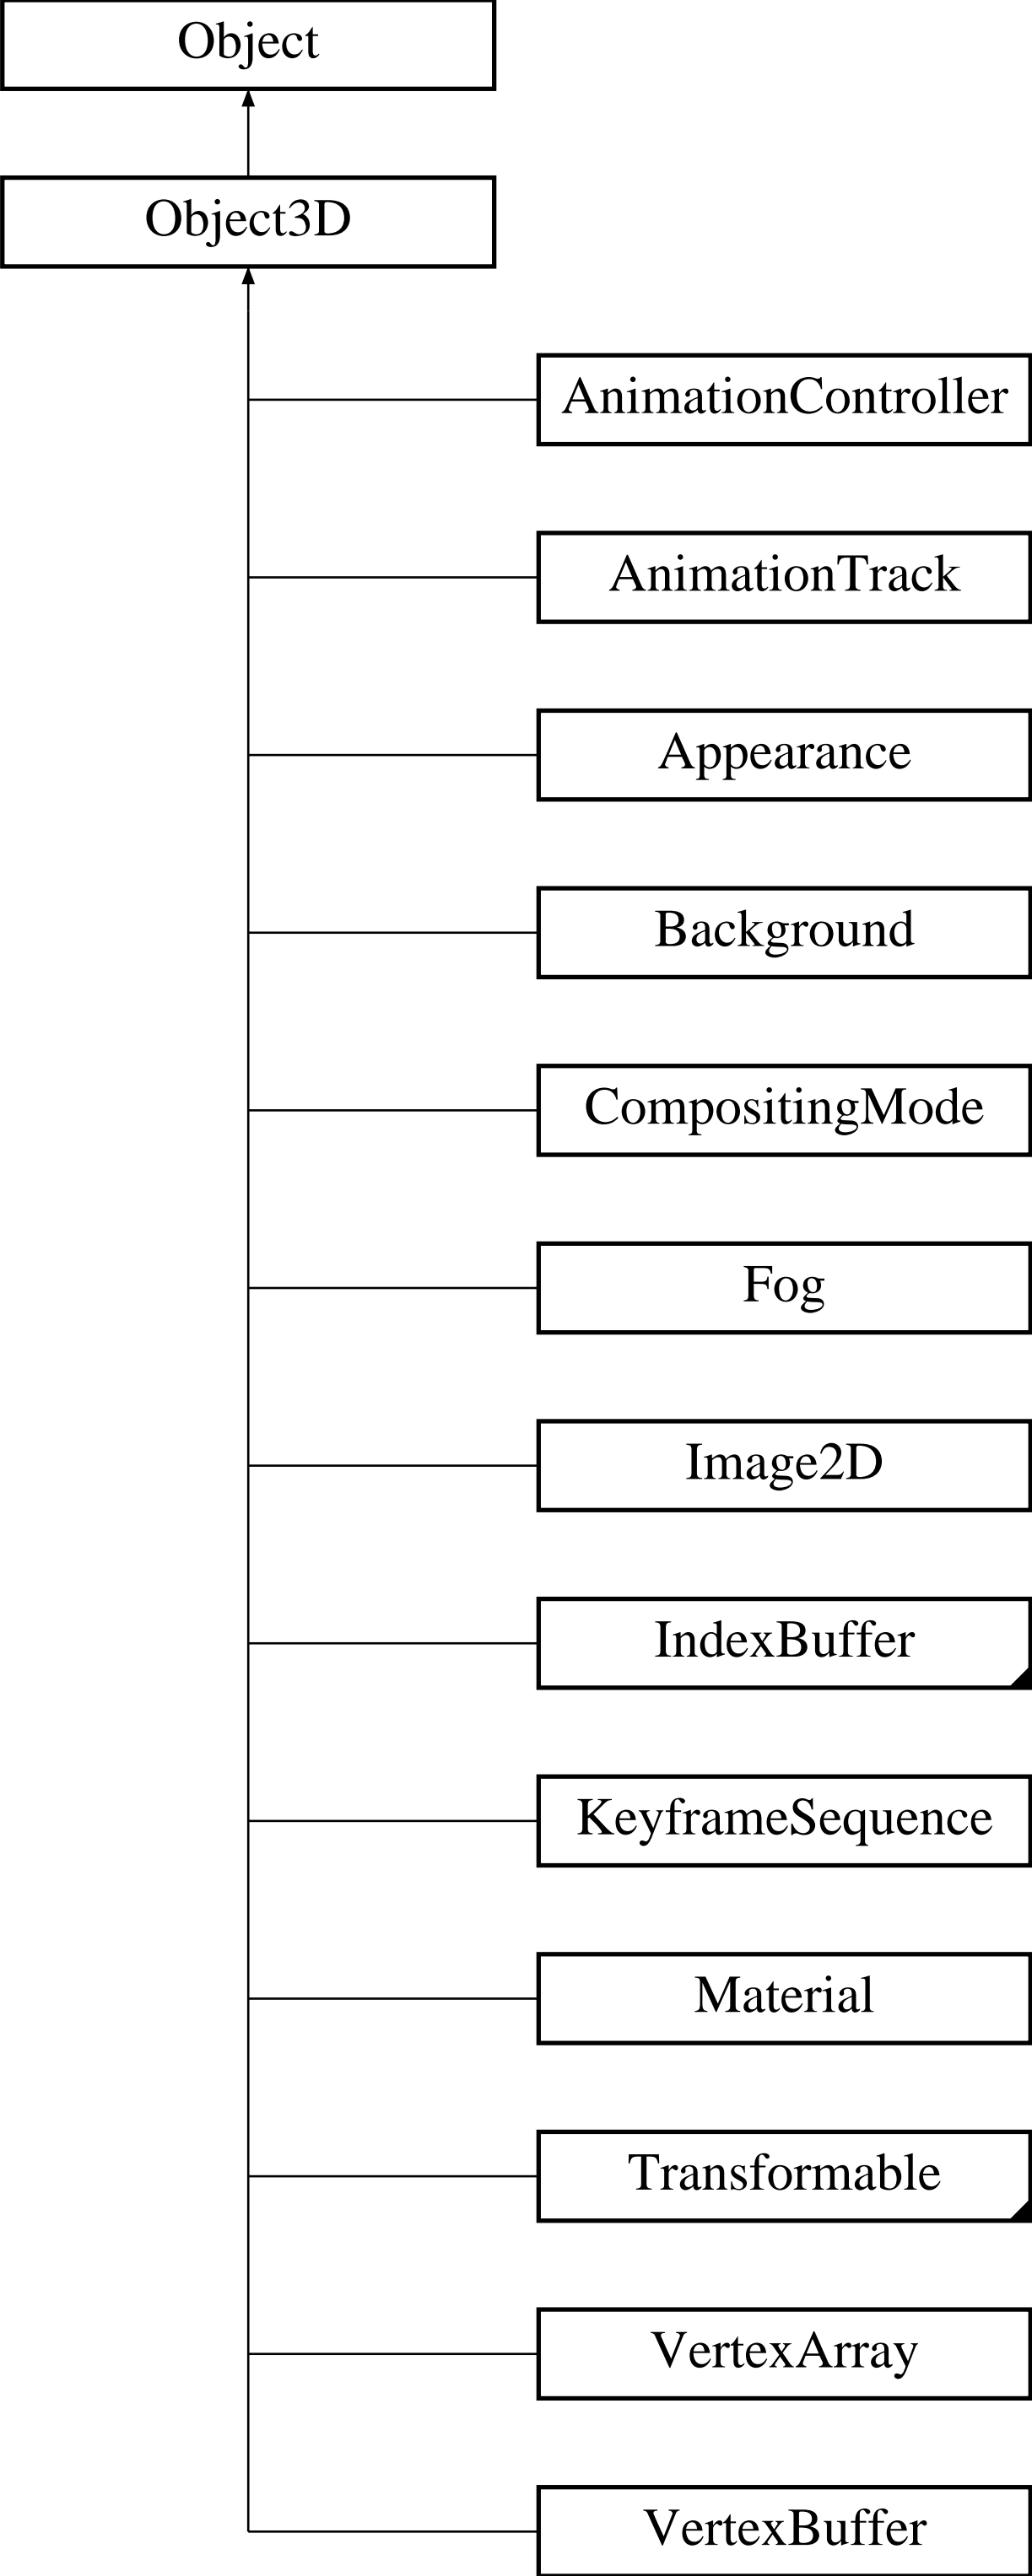 Object
Object3D
AnimationController
AnimationTrack
Appearance
Background
CompositingMode
Fog
Image2D
IndexBuffer
KeyframeSequence
Material
Transformable
VertexArray
VertexBuffer